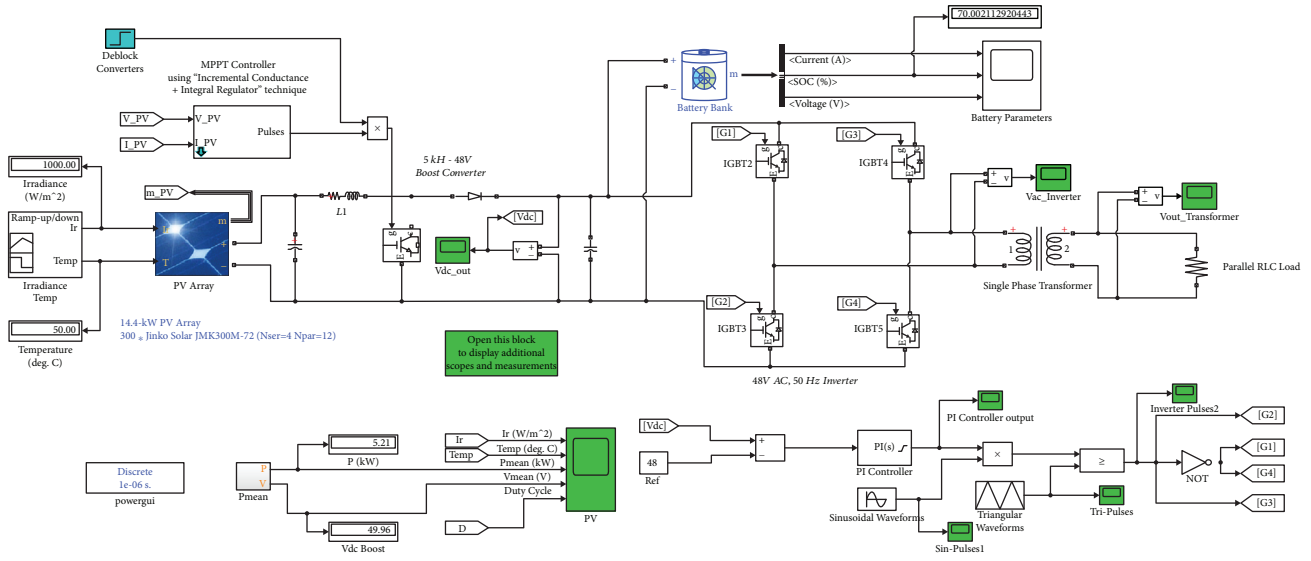 70.002112920443
Deblock
Converters
MPPT Controller
using "Incremental Conductance
+ Integral Regulator" technique
V_PV
I_PV
V_PV
I_PV
Pulses
×
+
−
m
Battery Bank
<Current (A)>
<SOC (%)>
<Voltage (V)>
Battery Parameters
1000.00
Irradiance
(W/m^2)
m_PV
5 kH - 48V
Boost Converter
L1
[G1]
[G3]
g
C
E
IGBT2
g
C
E
IGBT4
Ramp-up/down
Ir
Temp
Irradiance
Temp
Ir
T
m
+
−
PV Array
g
C
E
[Vdc]
Vdc_out
v
+
−
+
−
v
Vac_Inverter
+
−
v
Vout_Transformer
+
1
+
2
Single Phase Transformer
Parallel RLC Load
50.00
Temperature
(deg. C)
14.4-kW PV Array
300 * Jinko Solar JMK300M-72 (Nser=4 Npar=12)
[G2]
[G4]
g
C
E
IGBT3
g
C
E
IGBT5
Open this block
to display additional
scopes and measurements
48V AC, 50 Hz Inverter
Discrete
1e-06 s.
powergui
5.21
P (kW)
P
V
Pmean
49.96
Vdc Boost
Ir
Temp
D
Ir (W/m^2)
Temp (deg. C)
Pmean (kW)
Vmean (V)
Duty Cycle
PV
[Vdc]
48
Ref
+
−
PI(s)
PI Controller
PI Controller output
×
Sinusoidal Waveforms
Sin-Pulses1
Triangular
Waveforms
Tri-Pulses
≥
Inverter Pulses2
NOT
[G2]
[G1]
[G4]
[G3]